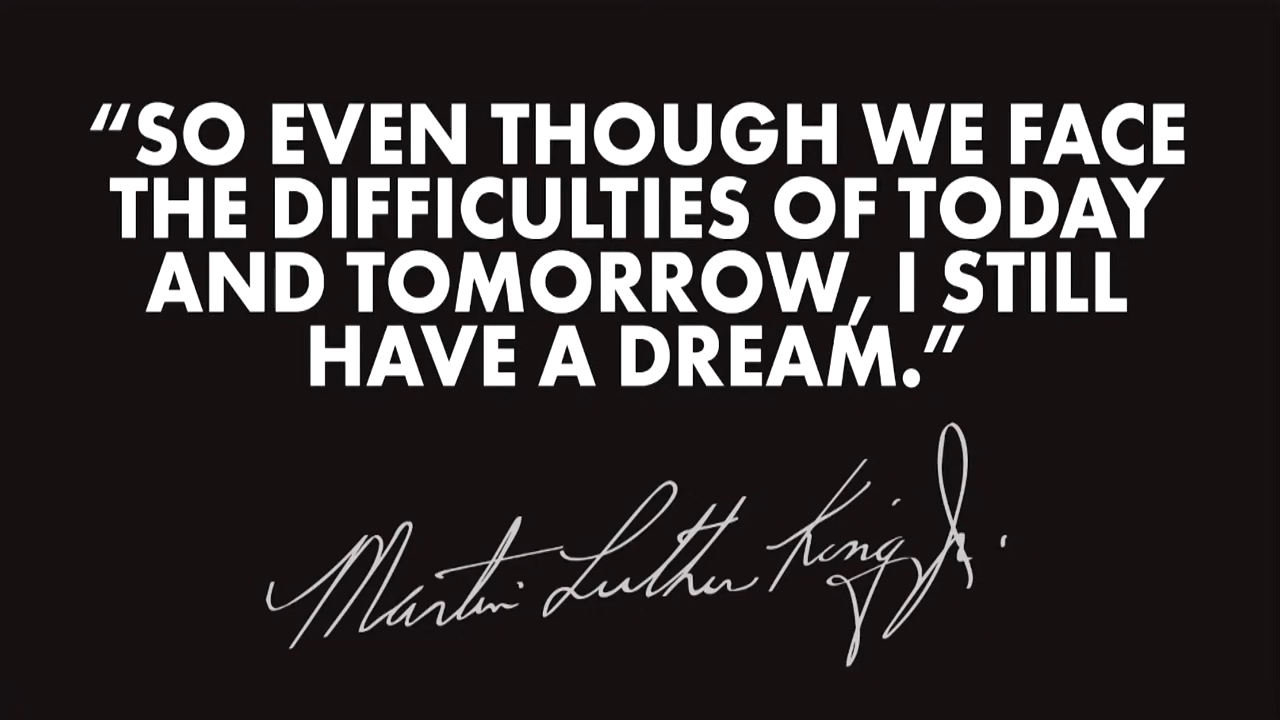 “SO EVEN THOUGH WE FACE
THE DIFFICULTIES OF TODAY
AND TOMORROW, I STILL
HAVE A DREAM.”
Martin Luther King Jr.